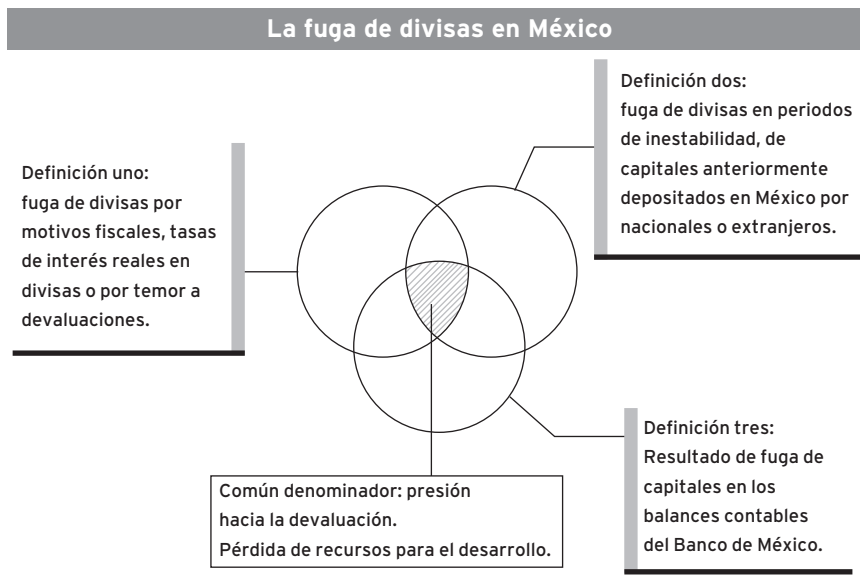 La fuga de divisas en México
Definición uno:
fuga de divisas por
motivos fiscales, tasas
de interés reales en
divisas o por temor a
devaluaciones.
Definición dos:
fuga de divisas en periodos
de inestabilidad, de
capitales anteriormente
depositados en México por
nacionales o extranjeros.
Definición tres:
Resultado de fuga de
capitales en los
balances contables
del Banco de México.
Común denominador: presión
hacia la devaluación.
Pérdida de recursos para el desarrollo.